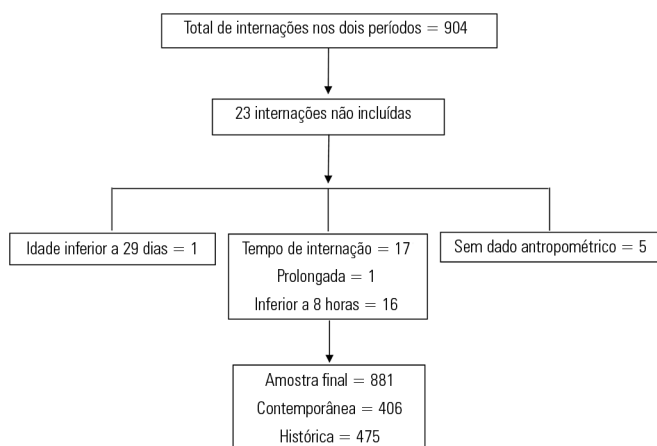 Total de internações nos dois períodos = 904
23 internações não incluídas
Idade inferior a 29 dias = 1
Tempo de internação = 17
Prolongada = 1
Inferior a 8 horas = 16
Sem dado antropométrico = 5
Amostra final = 881
Contemporânea = 406
Histórica = 475